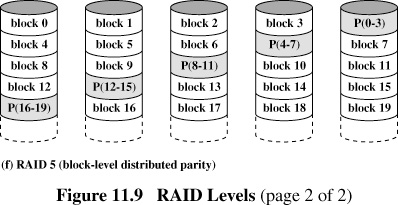 block 0 block 1 block 2 block 3 P(0-3)
block 4 block 5 block 6 P(4-7) block 7
block 8 block 9 P(8-11) block 10 block 11
block 12 P(12-15) block 13 block 14 block 15
P(16-19) block 16 block 17 block 18 block 19
(f) RAID 5 (block-level distributed parity)
Figure 11.9 RAID Levels (page 2 of 2)